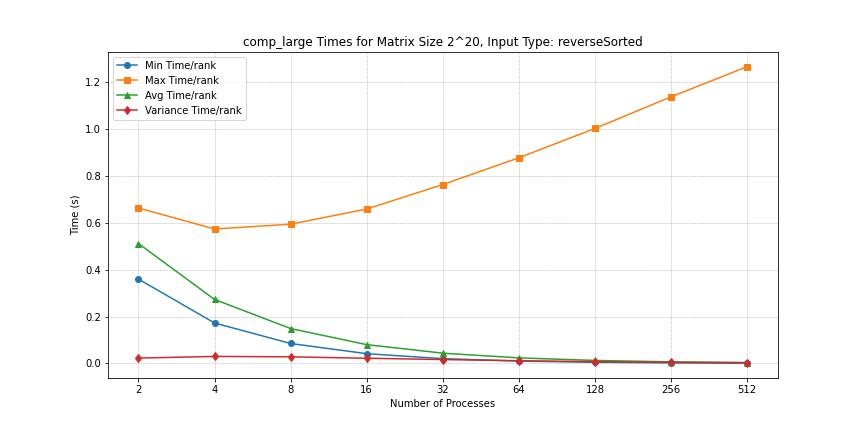 comp_large Times for Matrix Size 2^20, Input Type: reverseSorted
Min Time/rank
Max Time/rank
Avg Time/rank
Variance Time/rank
Time (s)
1.2
1.0
0.8
0.6
0.4
0.2
0.0
2 4 8 16 32 64 128 256 512
Number of Processes